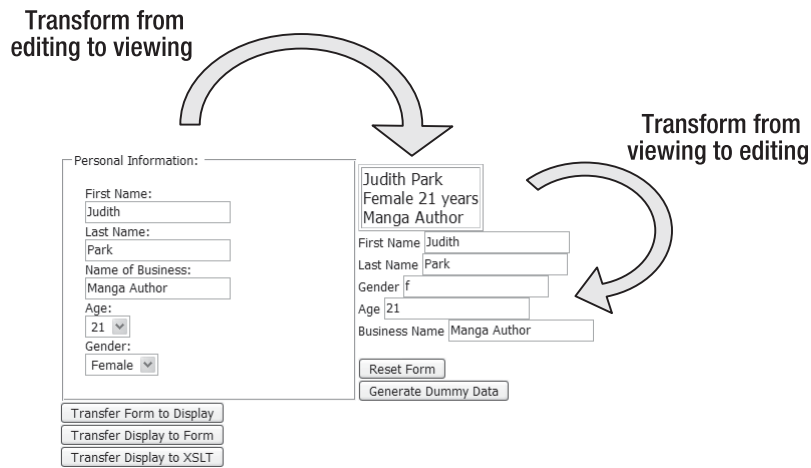 Transform from
editing to viewing
Transform from
viewing to editing
Personal Information:
First Name:
Judith
Last Name:
Park
Name of Business:
Manga Author
Age:
21
Gender:
Female
Transfer Form to Display
Transfer Display to Form
Transfer Display to XSLT
Judith Park
Female 21 years
Manga Author
First Name Judith
Last Name Park
Gender f
Age 21
Business Name Manga Author
Reset Form
Generate Dummy Data